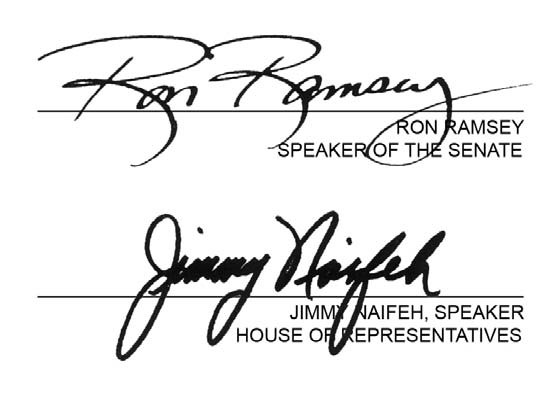 Ron Ramsey
RON RAMSEY
SPEAKER OF THE SENATE
Jimmy Naifeh
JIMMY NAIFEH, SPEAKER
HOUSE OF REPRESENTATIVES